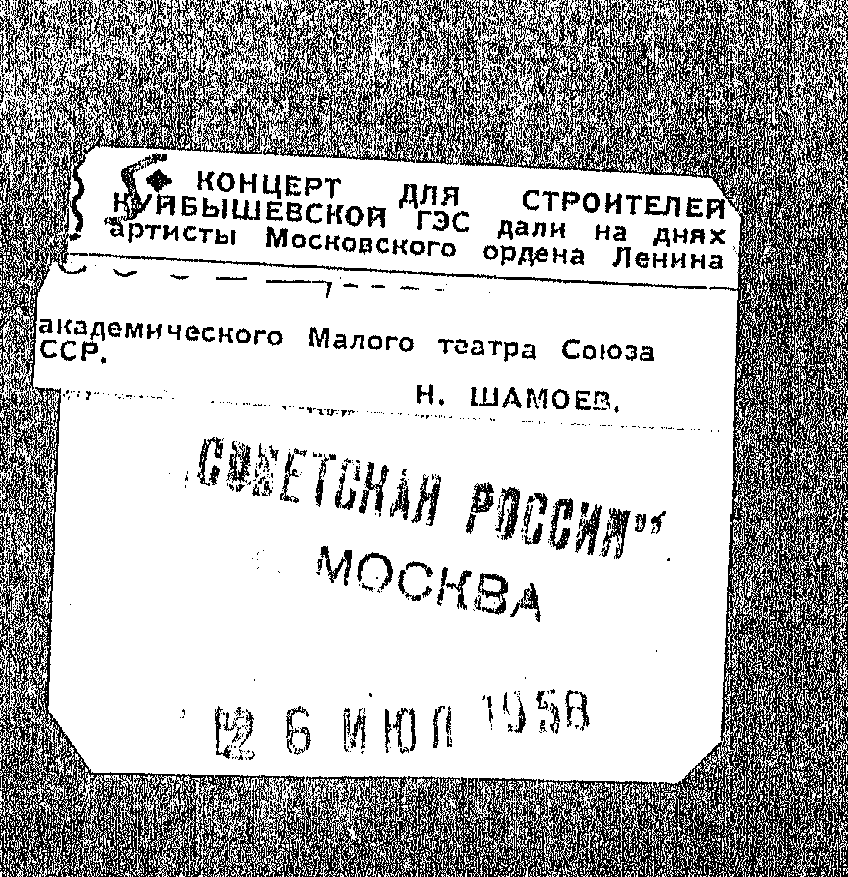 ◆ КОНЦЕРТ ДЛЯ СТРОИТЕЛЕЙ
КУЙБЫШЕВСКОЙ ГЭС дали на днях
артисты Московского ордена Ленина
академического Малого театра Союза
ССР.
Н. ШАМОЕВ.
СОВЕТСКАЯ РОССИЯ"
МОСКВА
26 ИЮЛ 1958